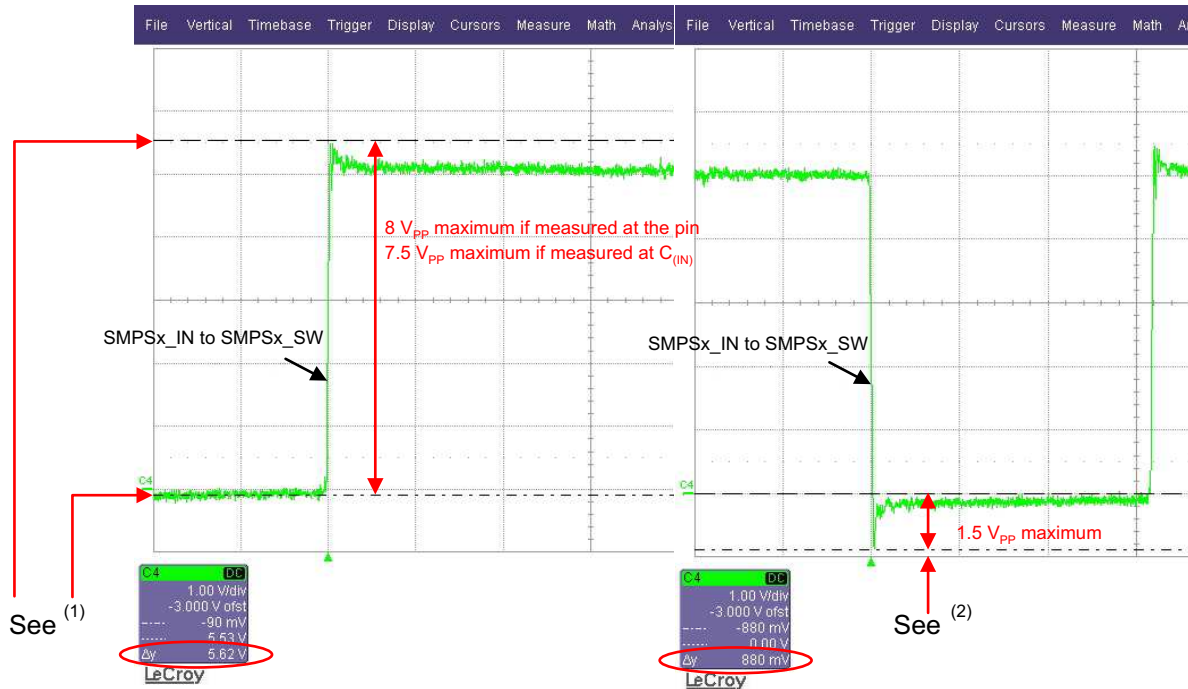 File Vertical Timebase Trigger Display Cursors Measure Math Analys
8 VPP maximum if measured at the pin
7.5 VPP maximum if measured at C(IN)
SMPSx_IN to SMPSx_SW
C4
C4 DC
1.00 V/div
-3.000 V ofst
-90 mV
5.53 V
Δy 5.62 V
LeCroy
See (1)
File Vertical Timebase Trigger Display Cursors Measure Math An
SMPSx_IN to SMPSx_SW
C4
1.5 VPP maximum
C4 DC
1.00 V/div
-3.000 V ofst
-880 mV
0.00 V
Δy 880 mV
LeCroy
See (2)